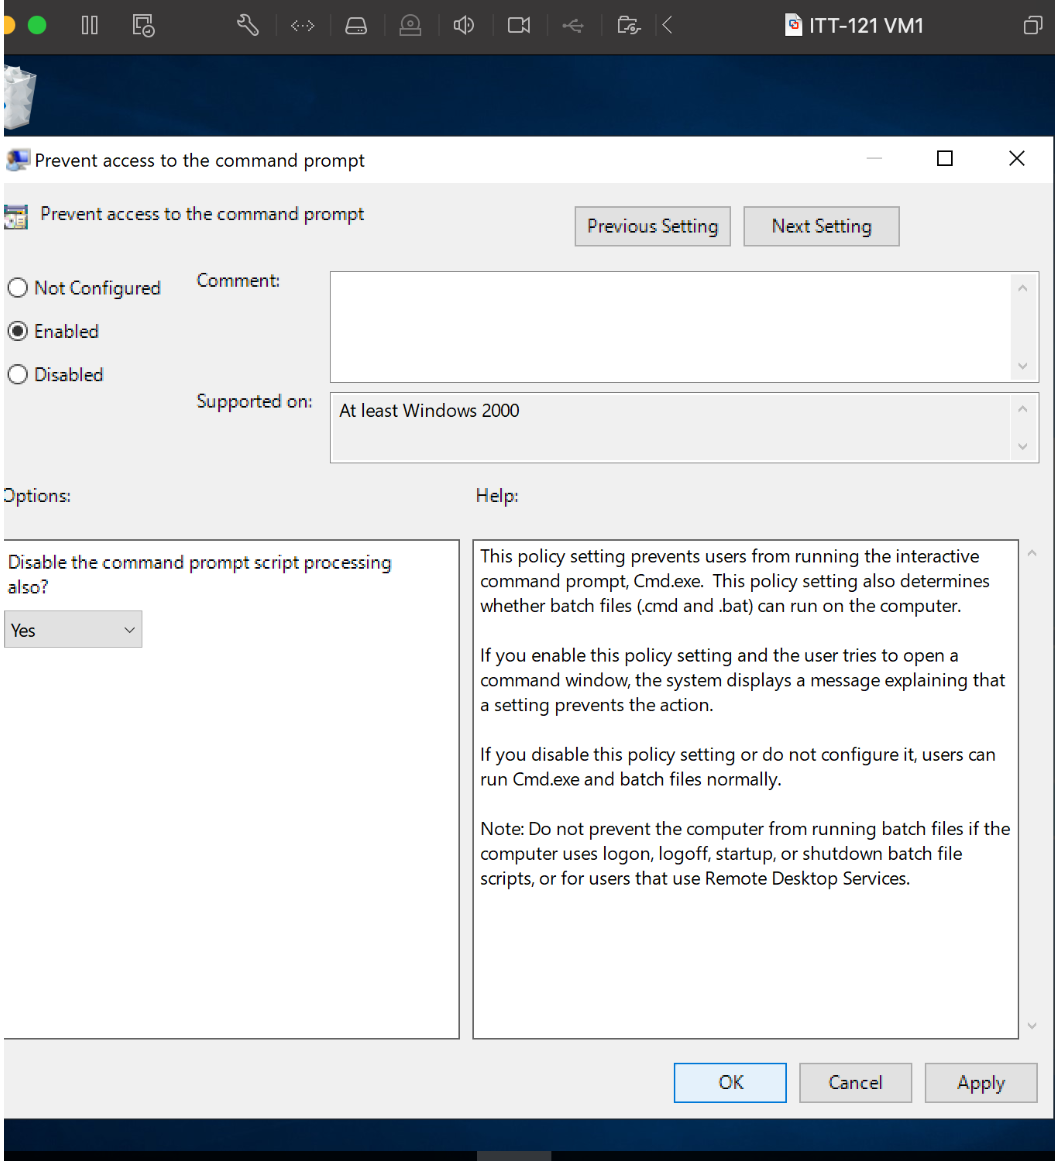 ITT-121 VM1
Prevent access to the command prompt
Prevent access to the command prompt
Previous Setting
Next Setting
Not Configured
Enabled
Disabled
Comment:
Supported on:
At least Windows 2000
Options:
Help:
Disable the command prompt script processing
also?
Yes
This policy setting prevents users from running the interactive
command prompt, Cmd.exe.  This policy setting also determines
whether batch files (.cmd and .bat) can run on the computer.
If you enable this policy setting and the user tries to open a
command window, the system displays a message explaining that
a setting prevents the action.
If you disable this policy setting or do not configure it, users can
run Cmd.exe and batch files normally.
Note: Do not prevent the computer from running batch files if the
computer uses logon, logoff, startup, or shutdown batch file
scripts, or for users that use Remote Desktop Services.
OK
Cancel
Apply